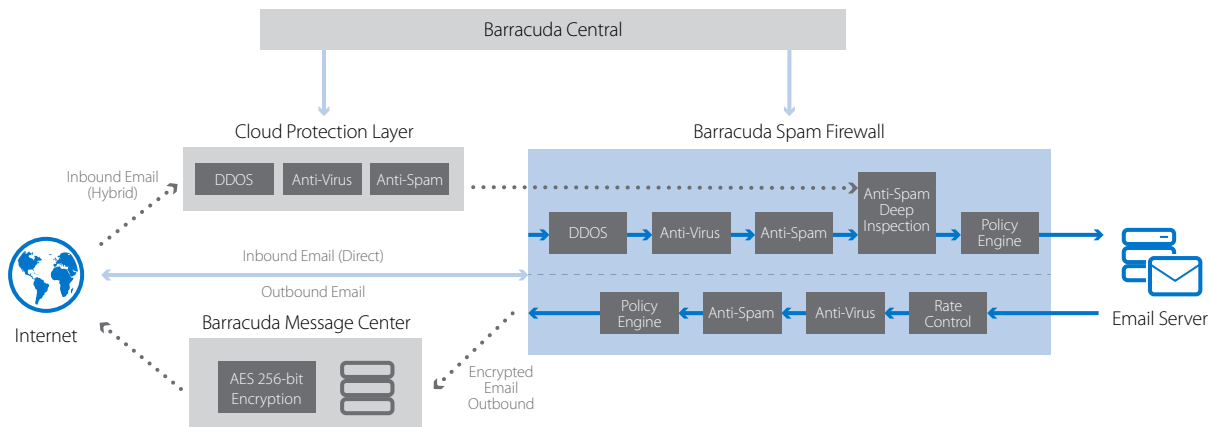 Barracuda Central
Cloud Protection Layer
Barracuda Spam Firewall
DDOS
Anti-Virus
Anti-Spam
Inbound Email
(Hybrid)
Anti-Spam
Deep
Inspection
DDOS
Anti-Virus
Anti-Spam
Policy
Engine
Inbound Email (Direct)
Outbound Email
Internet
Policy
Engine
Anti-Spam
Anti-Virus
Rate
Control
Email Server
Barracuda Message Center
AES 256-bit
Encryption
Encrypted
Email
Outbound